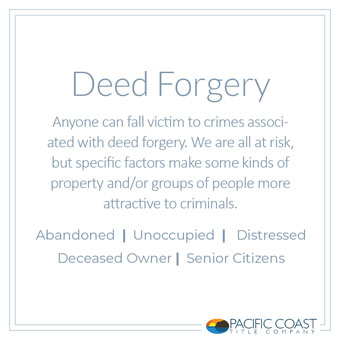 Deed Forgery
Anyone can fall victim to crimes associ-
ated with deed forgery. We are all at risk,
but specific factors make some kinds of
property and/or groups of people more
attractive to criminals.
Abandoned | Unoccupied | Distressed
Deceased Owner | Senior Citizens
PACIFIC COAST
TITLE COMPANY